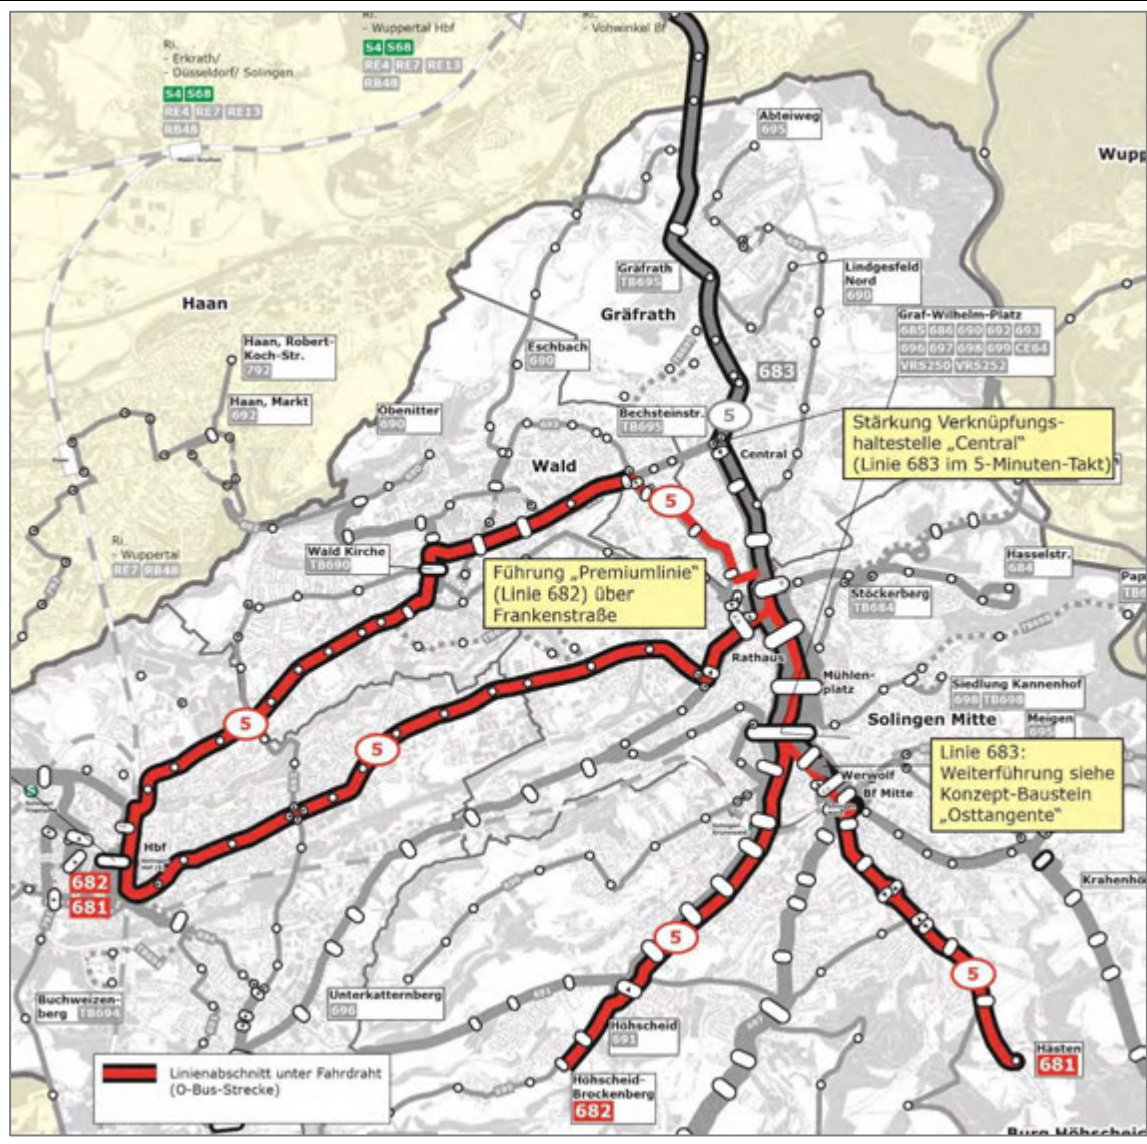 Ri.
- Wuppertal Hbf
S4 S68
RE4 RE7 RE13
RB48
Ri.
- Vohwinkel Bf
Ri.
- Erkrath/
- Düsseldorf/ Solingen
S4 S68
RE4 RE7 RE13
RB48
Abteiweg
695
Wupp
Gräfrath
TB695
Lindgesfeld
Nord
690
Haan
Gräfrath
Graf-Wilhelm-Platz
685 686 690 692 693
696 697 698 699 CE64
VRS250 VRS252
Haan, Robert-
Koch-Str.
792
Eschbach
690
683
Haan, Markt
692
Obenitter
690
Bechsteinstr.
TB695
5
Stärkung Verknüpfungs-
haltestelle „Central“
(Linie 683 im 5-Minuten-Takt)
Central
Wald
5
Ri.
- Wuppertal
RE7 RB48
Wald Kirche
TB690
Führung „Premiumlinie“
(Linie 682) über
Frankenstraße
Hasselstr.
684
Stöckerberg
TB684
Pap
Rathaus
Mühlen-
platz
Siedlung Kannenhof
698 TB698
Solingen Mitte
Meigen
695
5
5
Linie 683:
Weiterführung siehe
Konzept-Baustein
„Osttangente“
Werwolf
Bf Mitte
Hbf
682
681
Krahenhö
5
5
Buchweizen-
berg TB694
Unterkatternberg
696
691
Höhscheid
691
Hästen
681
Linienabschnitt unter Fahrdraht
(O-Bus-Strecke)
Höhscheid-
Brockenberg
682
Burg Höhscheid